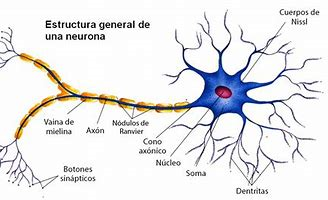 Estructura general de
una neurona
Cuerpos de
Nissl
Vaina de
mielina
Axón
Nódulos de
Ranvier
Cono
axónico
Núcleo
Soma
Dentritas
Botones
sinápticos